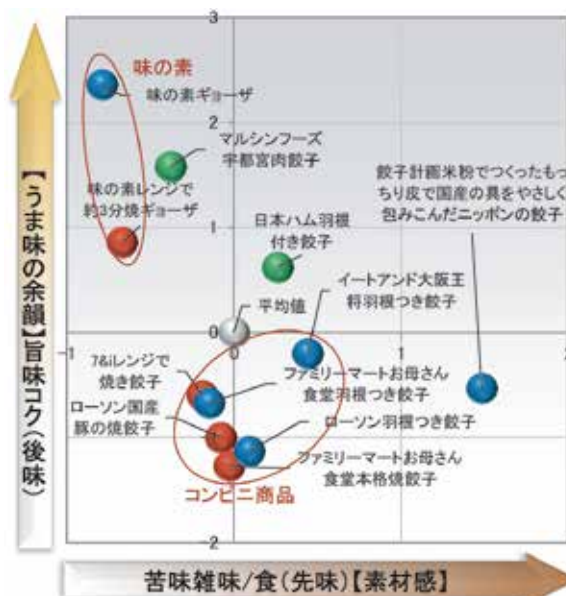 3
味の素
味の素ギョーザ
2
マルシンフーズ
宇都宮肉餃子
餃子計画米粉でつくったもっ
ちり皮で国産の具をやさしく
包みこんだニッポンの餃子
味の素レンジで
約3分焼ギョーザ
1
日本ハム羽根
付き餃子
イートアンド大阪王
将羽根つき餃子
平均値
0
-1
0
1
2
7&iレンジで
焼き餃子
ファミリーマートお母さん
食堂羽根つき餃子
ローソン国産
豚の焼餃子
ローソン羽根つき餃子
ファミリーマートお母さん
食堂本格焼餃子
コンビニ商品
-2
【うま味の余韻】旨味コク(後味)
苦味雑味/食(先味)【素材感】